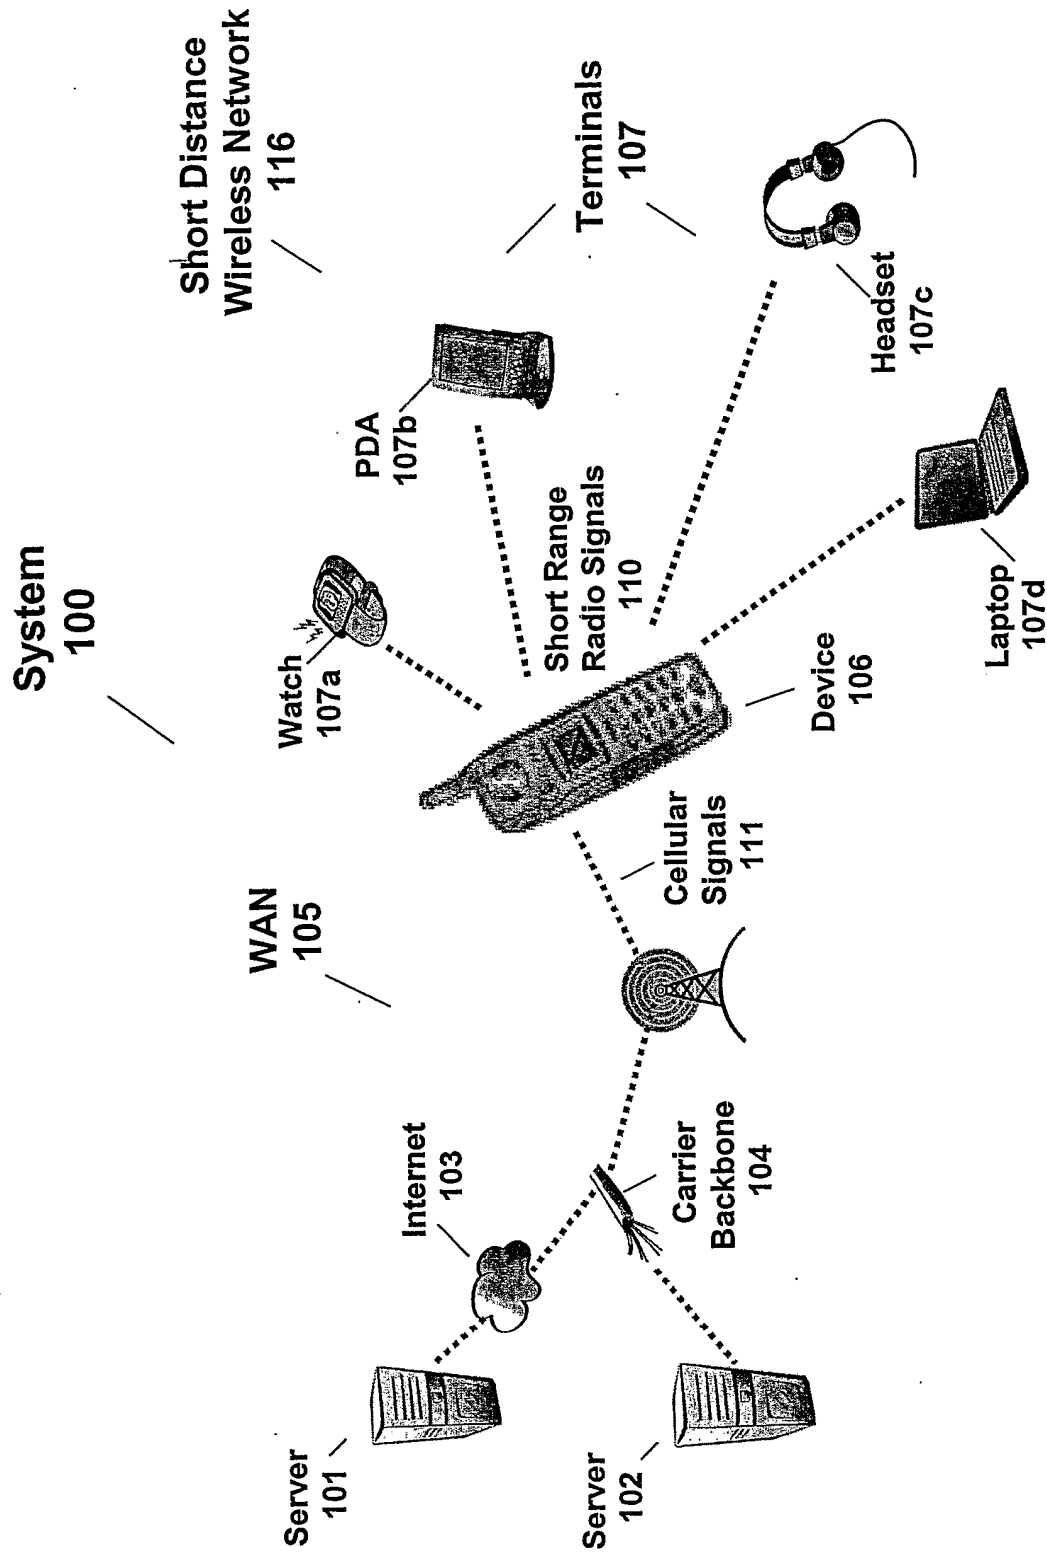 System
100
Short Distance
Wireless Network
116
WAN
105
Watch
107a
PDA
107b
Terminals
107
Internet
103
Short Range
Radio Signals
110
Server
101
Carrier
Backbone
104
Cellular
Signals
111
Device
106
Headset
107c
Server
102
Laptop
107d